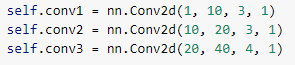 self.conv1 = nn.Conv2d(1, 10, 3, 1)
self.conv2 = nn.Conv2d(10, 20, 3, 1)
self.conv3 = nn.Conv2d(20, 40, 4, 1)